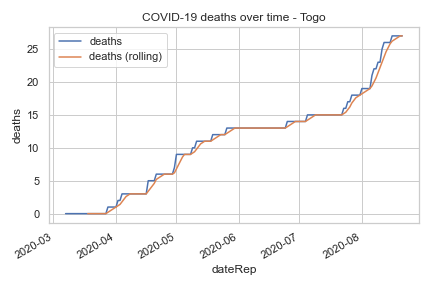 COVID-19 deaths over time - Togo
deaths
deaths (rolling)
deaths
25
20
15
10
5
0
2020-03
2020-04
2020-05
2020-06
2020-07
2020-08
dateRep